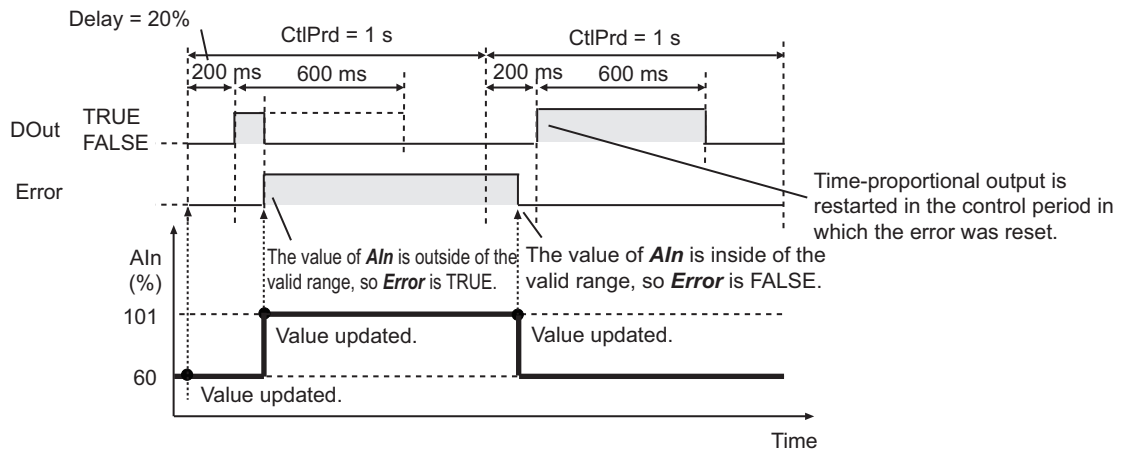 Delay = 20%
CtlPrd = 1 s
CtlPrd = 1 s
200 ms
600 ms
200 ms
600 ms
DOut
TRUE
FALSE
Error
Time-proportional output is
restarted in the control period in
which the error was reset.
AIn
(%)
The value of AIn is outside of the
valid range, so Error is TRUE.
The value of AIn is inside of the
valid range, so Error is FALSE.
101
Value updated.
Value updated.
60
Value updated.
Time